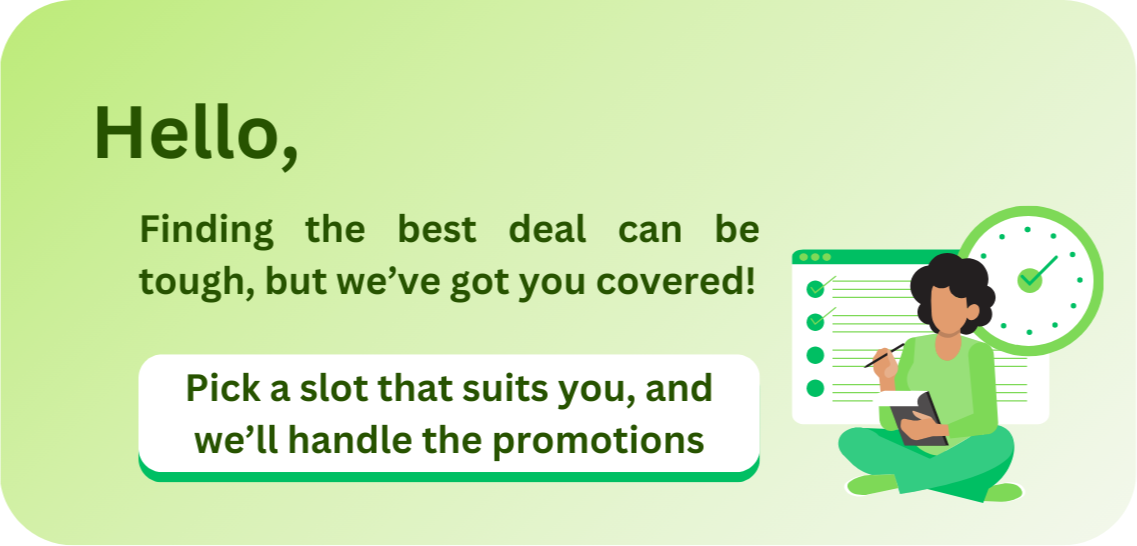 Hello,
Finding the best deal can be
tough, but we’ve got you covered!
Pick a slot that suits you, and
we’ll handle the promotions